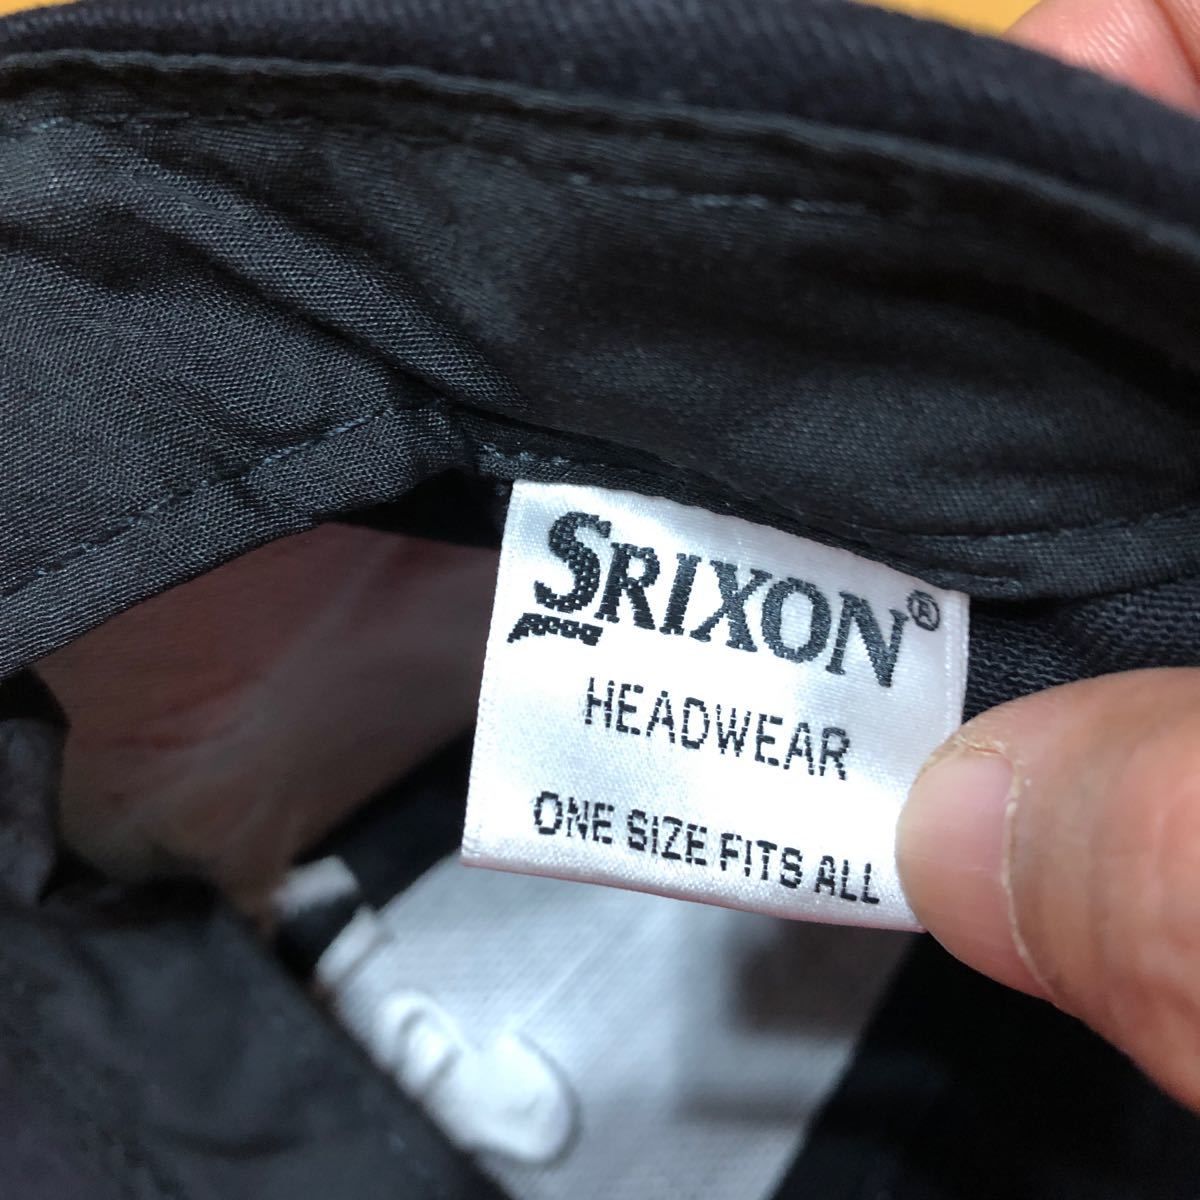 SRIXON®
HEADWEAR
ONE SIZE FITS ALL